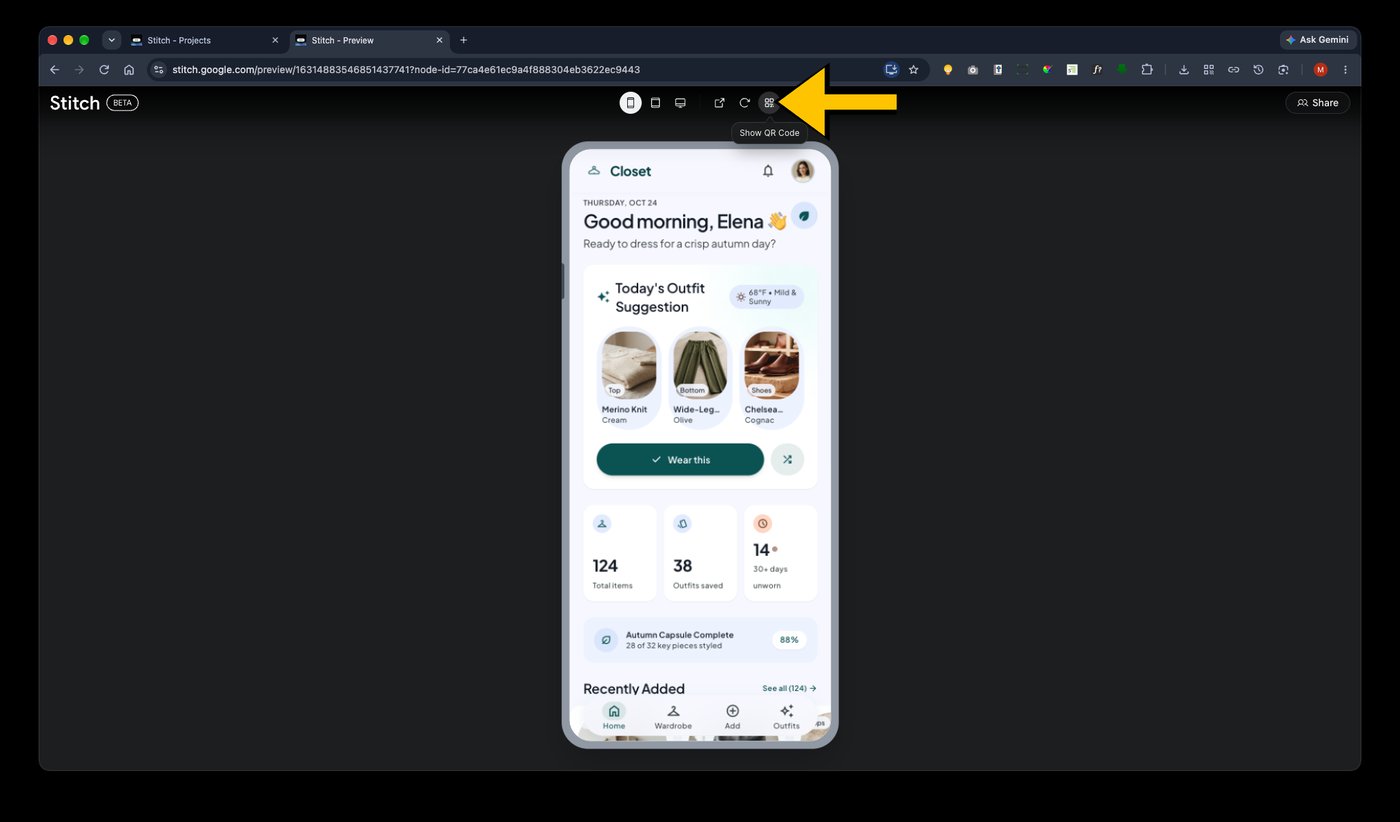 Stitch - Projects
Stitch - Preview
Ask Gemini
stitch.google.com/preview/16314883546851437741?node-id=77ca4e61ec9a4f888304eb3622ec9443
M
Stitch BETA
Share
Show QR Code
Closet
THURSDAY, OCT 24
Good morning, Elena 👋
Ready to dress for a crisp autumn day?
Today's Outfit
Suggestion
68°F • Mild &
Sunny
Top
Bottom
Shoes
Merino Knit
Cream
Wide-Leg...
Olive
Chelsea...
Cognac
Wear this
124
Total items
38
Outfits saved
14
30+ days
unworn
Autumn Capsule Complete
28 of 32 key pieces styled
88%
Recently Added
See all (124) →
Home
Wardrobe
Add
Outfits